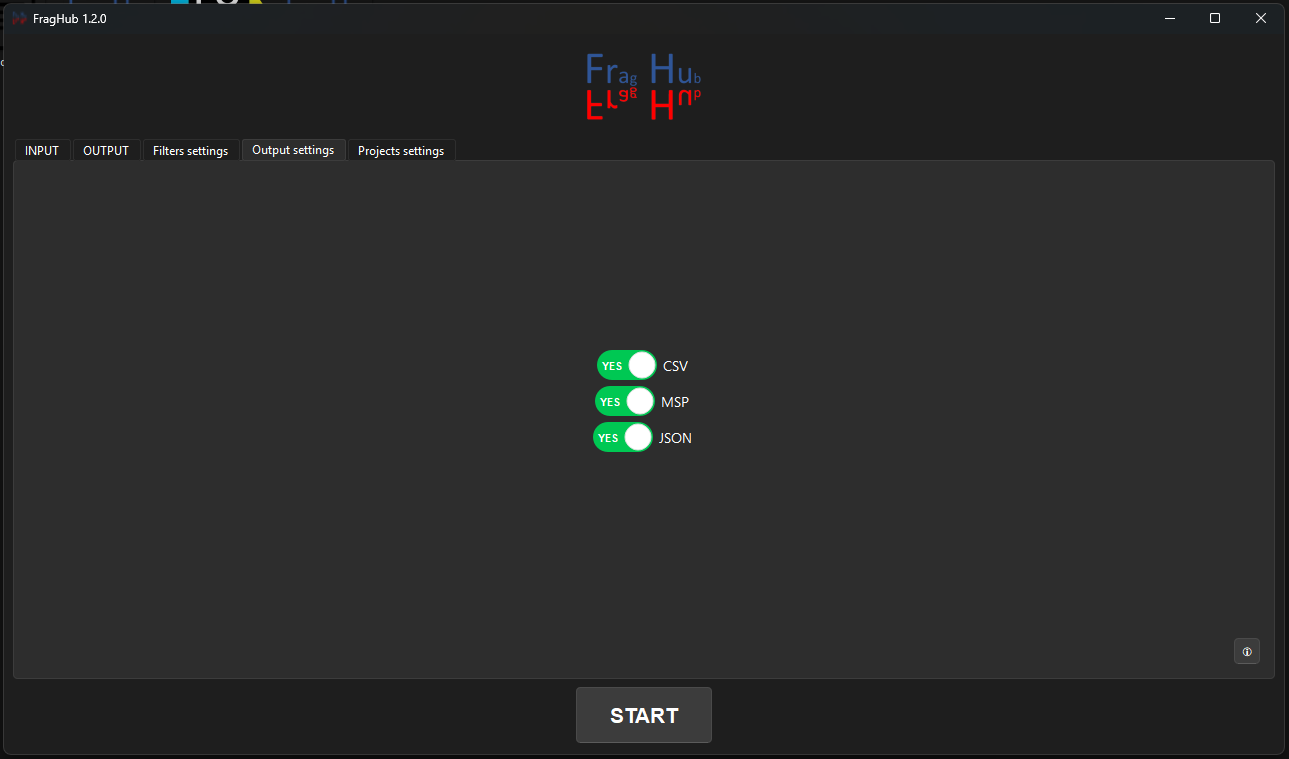 FragHub 1.2.0
Frag Hub
INPUT OUTPUT Filters settings Output settings Projects settings
YES CSV
YES MSP
YES JSON
START